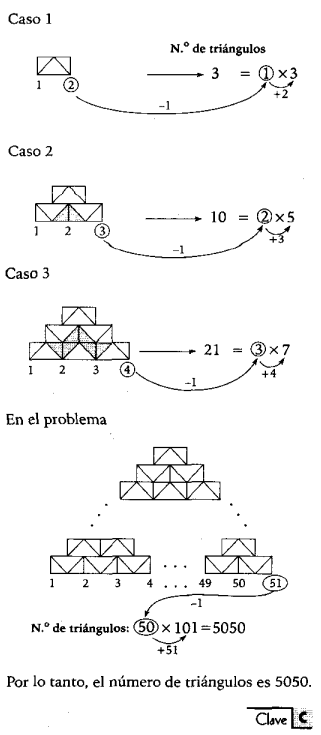 Caso 1
N.º de triángulos
3 = 1 × 3
1 2
+2
−1
Caso 2
10 = 2 × 5
1 2 3
+3
−1
Caso 3
21 = 3 × 7
1 2 3 4
+4
−1
En el problema
1 2 3 4 . . . 49 50 51
−1
N.º de triángulos: 50 × 101 = 5050
+51
Por lo tanto, el número de triángulos es 5050.
Clave C